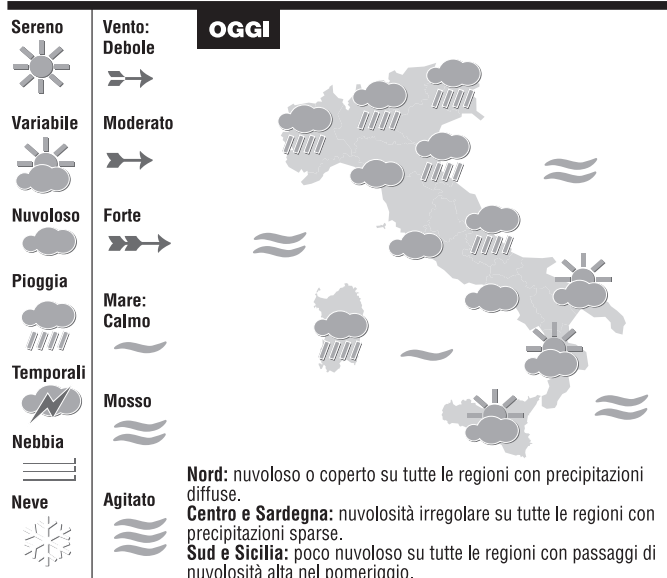 Sereno
Variabile
Nuvoloso
Pioggia
Temporali
Nebbia
Neve
Vento:
Debole
Moderato
Forte
Mare:
Calmo
Mosso
Agitato
OGGI
Nord: nuvoloso o coperto su tutte le regioni con precipitazioni
diffuse.
Centro e Sardegna: nuvolosità irregolare su tutte le regioni con
precipitazioni sparse.
Sud e Sicilia: poco nuvoloso su tutte le regioni con passaggi di
nuvolosità alta nel pomeriggio.